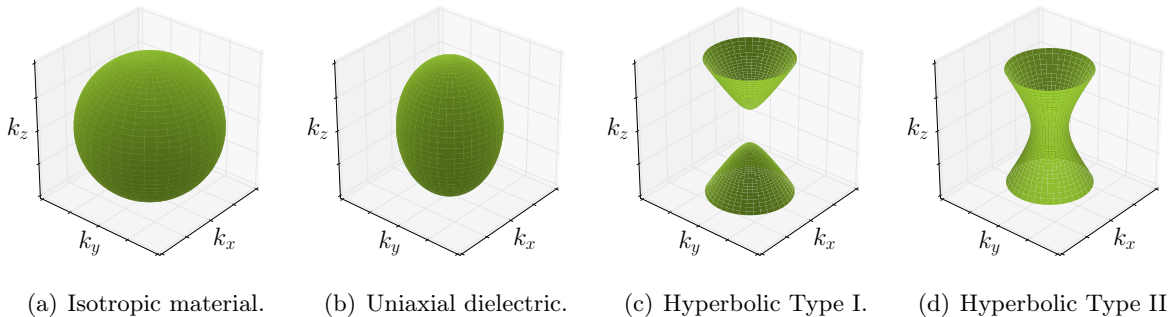 k_z
k_y
k_x
(a) Isotropic material.
k_z
k_y
k_x
(b) Uniaxial dielectric.
k_z
k_y
k_x
(c) Hyperbolic Type I.
k_z
k_y
k_x
(d) Hyperbolic Type II